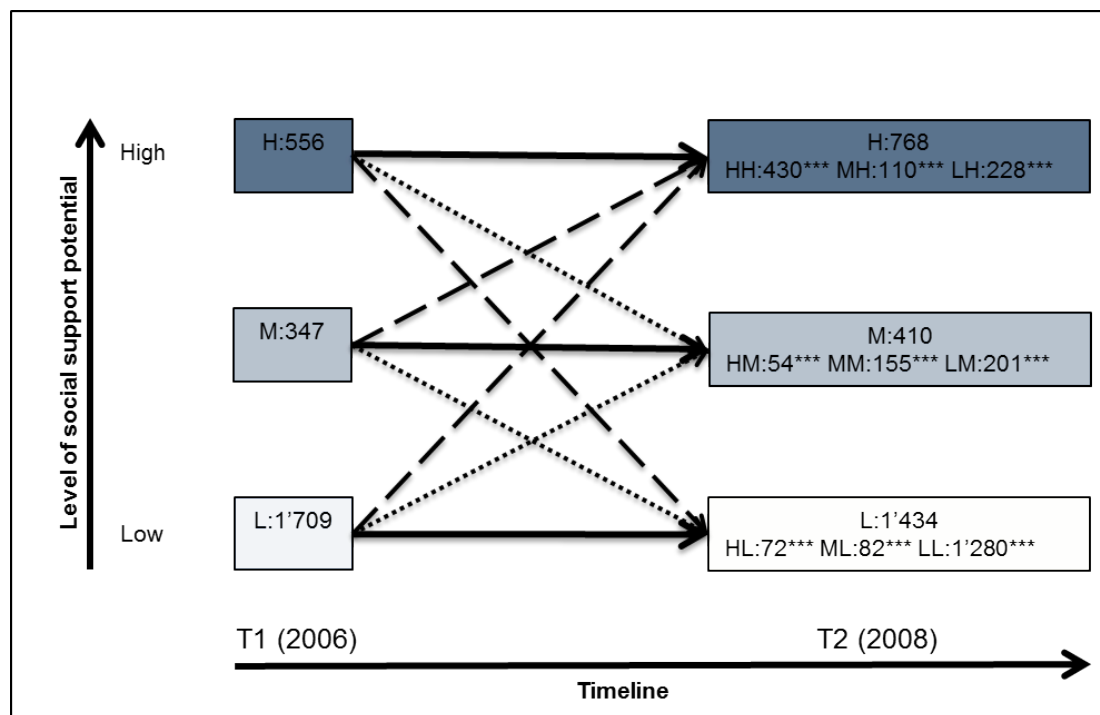 Level of social support potential
High
Low
H:556
M:347
L:1’709
H:768
HH:430*** MH:110*** LH:228***
M:410
HM:54*** MM:155*** LM:201***
L:1’434
HL:72*** ML:82*** LL:1’280***
T1 (2006)
T2 (2008)
Timeline